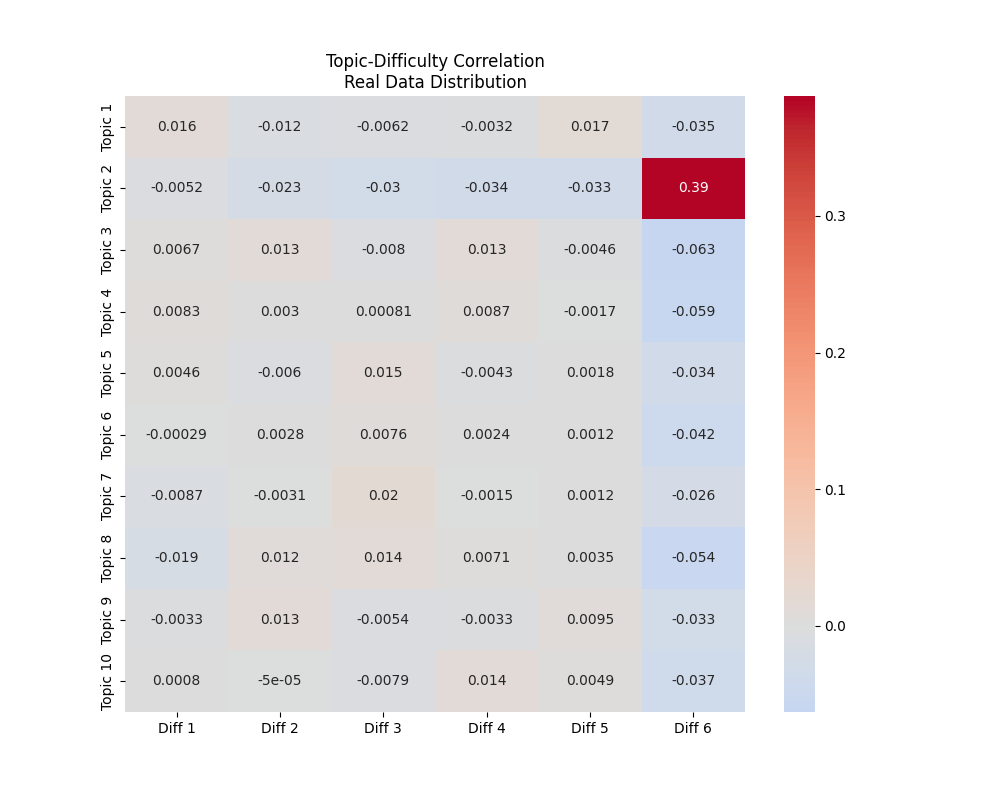 Topic-Difficulty Correlation
Real Data Distribution
Topic 1 0.016 -0.012 -0.0062 -0.0032 0.017 -0.035
Topic 2 -0.0052 -0.023 -0.03 -0.034 -0.033 0.39
Topic 3 0.0067 0.013 -0.008 0.013 -0.0046 -0.063
Topic 4 0.0083 0.003 0.00081 0.0087 -0.0017 -0.059
Topic 5 0.0046 -0.006 0.015 -0.0043 0.0018 -0.034
Topic 6 -0.00029 0.0028 0.0076 0.0024 0.0012 -0.042
Topic 7 -0.0087 -0.0031 0.02 -0.0015 0.0012 -0.026
Topic 8 -0.019 0.012 0.014 0.0071 0.0035 -0.054
Topic 9 -0.0033 0.013 -0.0054 -0.0033 0.0095 -0.033
Topic 10 0.0008 -5e-05 -0.0079 0.014 0.0049 -0.037
Diff 1 Diff 2 Diff 3 Diff 4 Diff 5 Diff 6
0.3
0.2
0.1
0.0